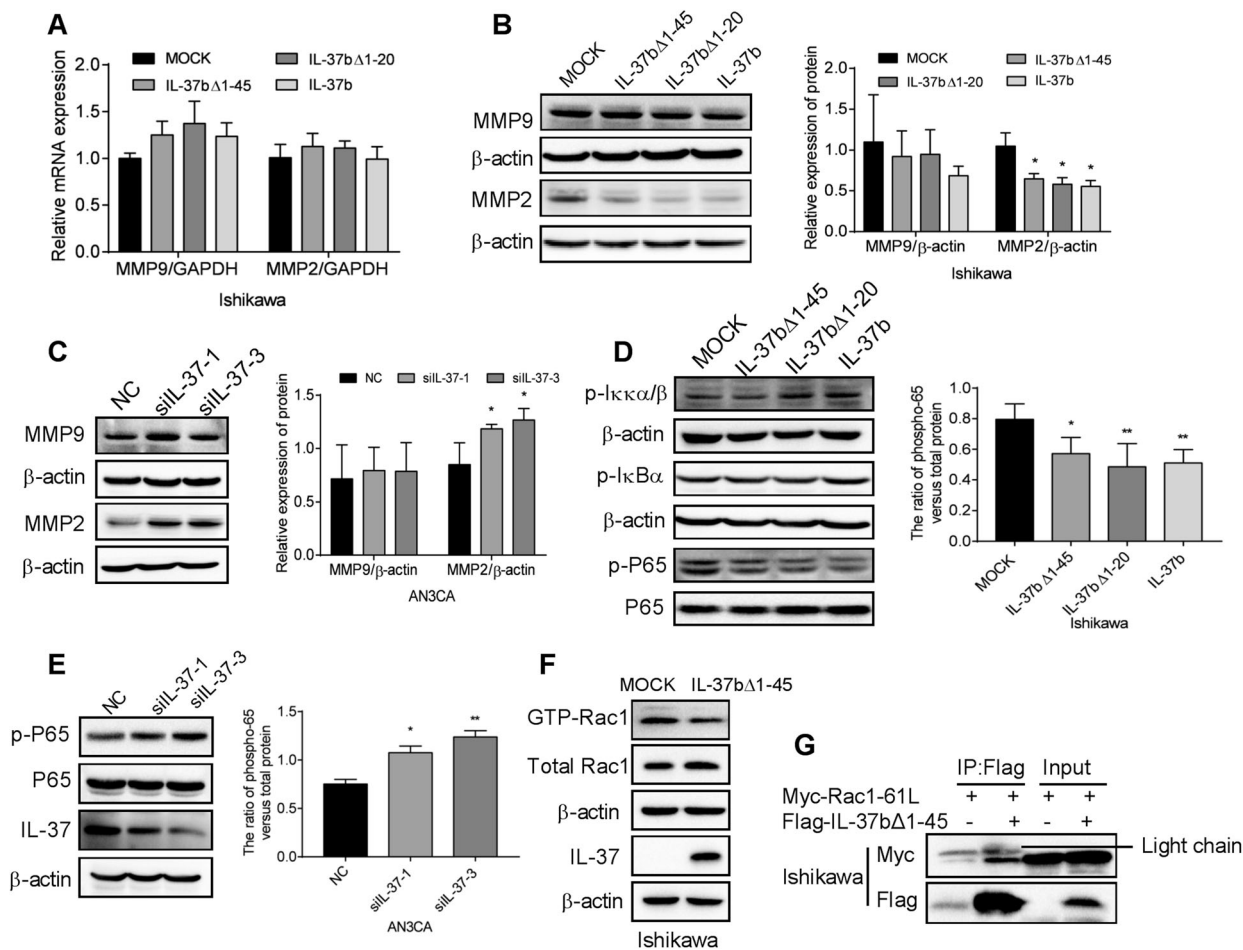 A
MOCK
IL-37bΔ1-45
IL-37bΔ1-20
IL-37b
Relative mRNA expression
2.0
1.5
1.0
0.5
0.0
MMP9/GAPDH
MMP2/GAPDH
Ishikawa
B
MOCK
IL-37bΔ1-45
IL-37bΔ1-20
IL-37b
MMP9
β-actin
MMP2
β-actin
MOCK
IL-37bΔ1-20
IL-37bΔ1-45
IL-37b
Relative expression of protein
2.0
1.5
1.0
0.5
0.0
* * *
MMP9/β-actin
MMP2/β-actin
Ishikawa
C
NC
siIL-37-1
siIL-37-3
MMP9
β-actin
MMP2
β-actin
NC
siIL-37-1
siIL-37-3
Relative expression of protein
1.5
1.0
0.5
0.0
* *
MMP9/β-actin
MMP2/β-actin
AN3CA
D
MOCK
IL-37bΔ1-45
IL-37bΔ1-20
IL-37b
p-Iκκα/β
β-actin
p-IκBα
β-actin
p-P65
P65
The ratio of phospho-65
versus total protein
1.0
0.8
0.6
0.4
0.2
0.0
* ** **
MOCK
IL-37bΔ1-45
IL-37bΔ1-20
IL-37b
Ishikawa
E
NC
siIL-37-1
siIL-37-3
p-P65
P65
IL-37
β-actin
The ratio of phospho-65
versus total protein
1.5
1.0
0.5
0.0
* **
NC
siIL-37-1
siIL-37-3
AN3CA
F
MOCK IL-37bΔ1-45
GTP-Rac1
Total Rac1
β-actin
IL-37
β-actin
Ishikawa
G
IP:Flag Input
Myc-Rac1-61L + + + +
Flag-IL-37bΔ1-45 - + - +
Myc
Light chain
Ishikawa
Flag